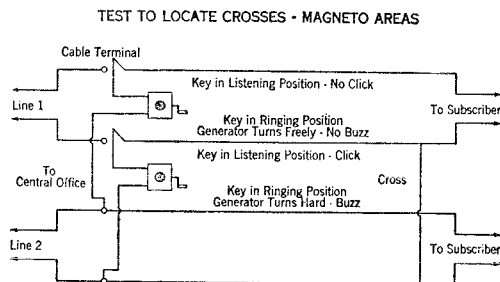 TEST TO LOCATE CROSSES - MAGNETO AREAS
Cable Terminal
Key in Listening Position - No Click
Line 1
To Subscriber
Key in Ringing Position
Generator Turns Freely - No Buzz
Key in Listening Position - Click
To
Central Office
Cross
Key in Ringing Position
Generator Turns Hard - Buzz
Line 2
To Subscriber